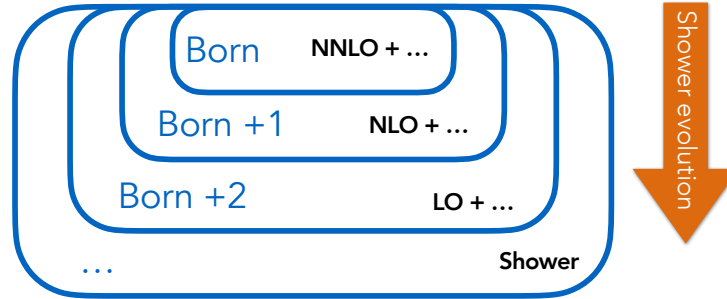 Born NNLO + …
Born +1 NLO + …
Born +2 LO + …
… Shower
Shower evolution